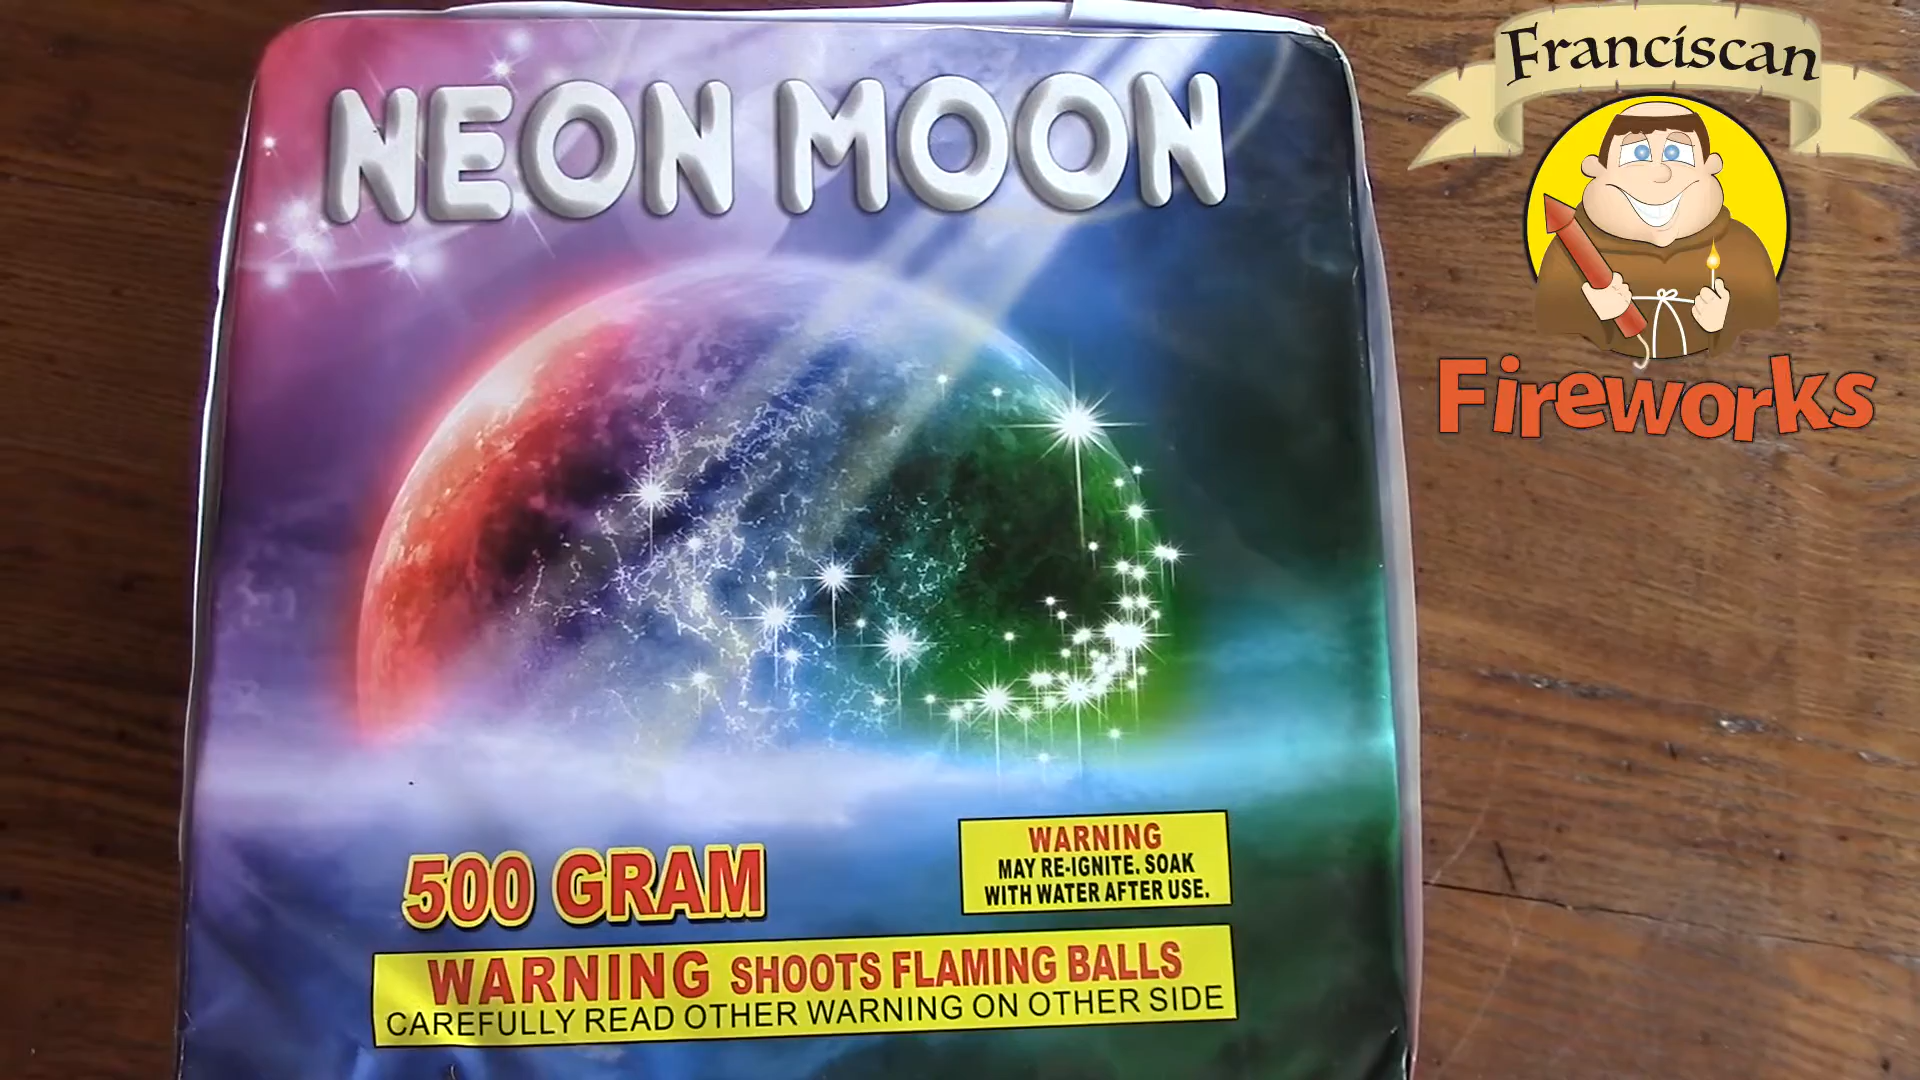 NEON MOON
Franciscan
Fireworks
500 GRAM
WARNING
MAY RE-IGNITE. SOAK
WITH WATER AFTER USE.
WARNING SHOOTS FLAMING BALLS
CAREFULLY READ OTHER WARNING ON OTHER SIDE